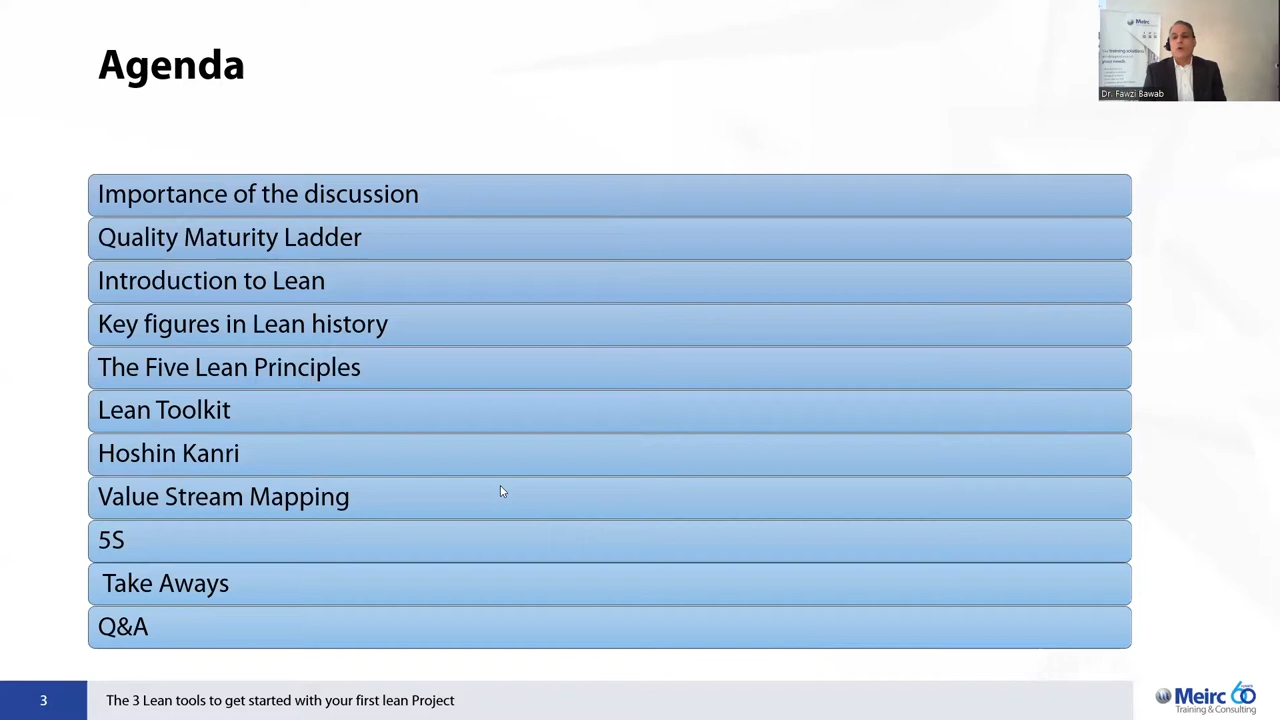 Agenda
Meirc
Dr. Fawzi Bawab
Importance of the discussion
Quality Maturity Ladder
Introduction to Lean
Key figures in Lean history
The Five Lean Principles
Lean Toolkit
Hoshin Kanri
Value Stream Mapping
5S
Take Aways
Q&A
3
The 3 Lean tools to get started with your first lean Project
Meirc 60
Training & Consulting